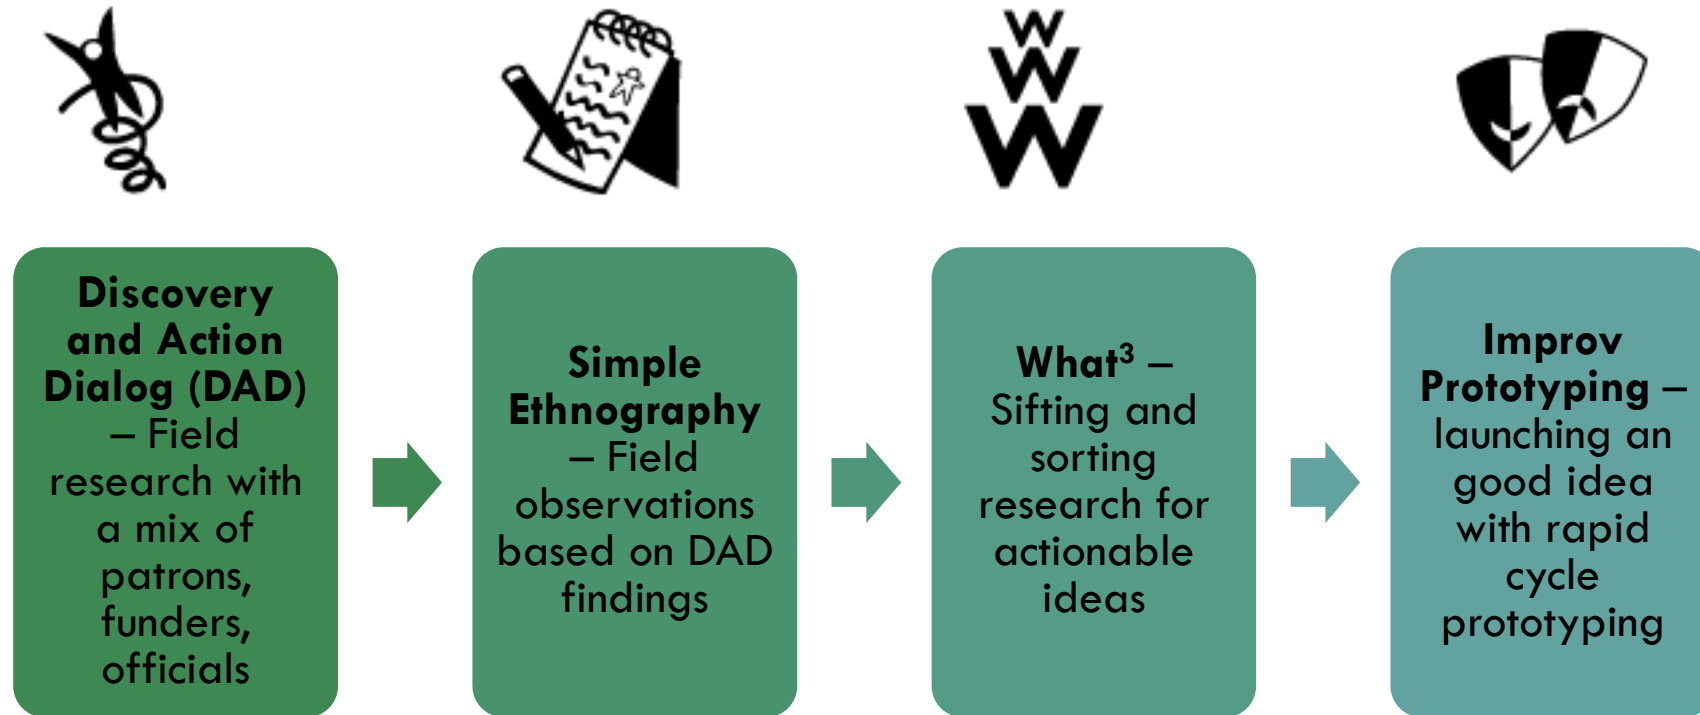 W
W
W
Discovery
and Action
Dialog (DAD)
– Field
research with
a mix of
patrons,
funders,
officials
Simple
Ethnography
– Field
observations
based on DAD
findings
What³ –
Sifting and
sorting
research for
actionable
ideas
Improv
Prototyping –
launching an
good idea
with rapid
cycle
prototyping